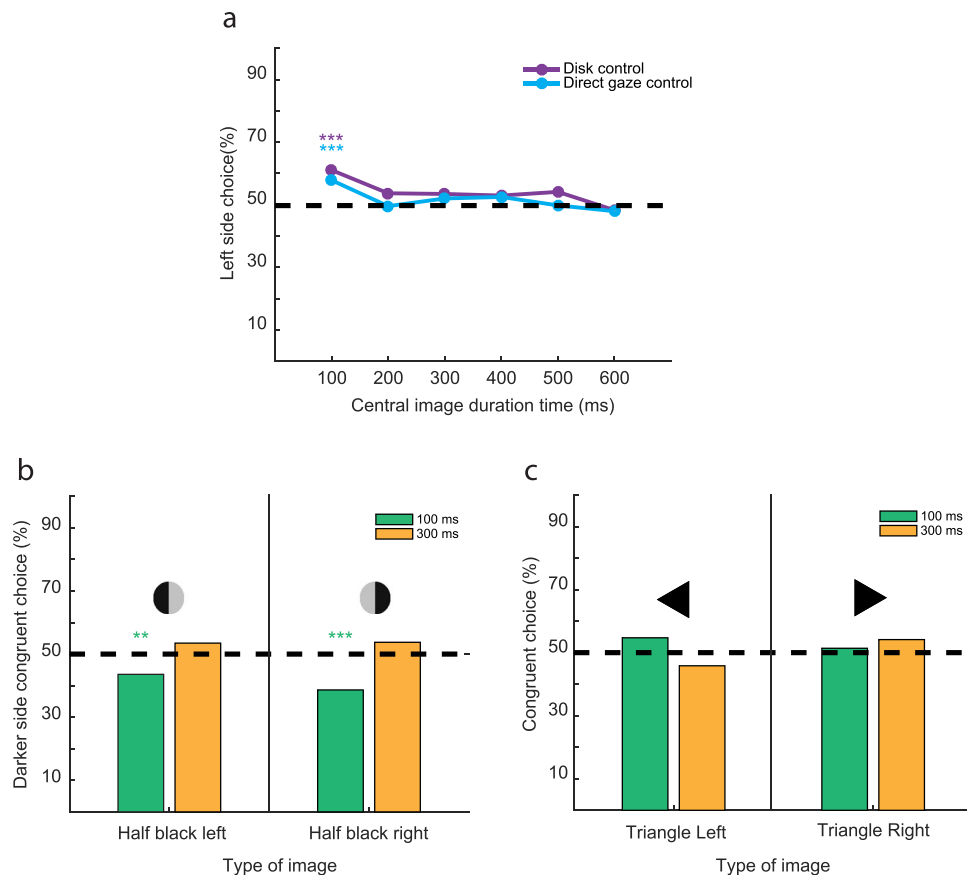 a
90
70
50
30
10
Left side choice(%)
Disk control
Direct gaze control
***
***
100 200 300 400 500 600
Central image duration time (ms)
b
90
70
50
30
10
Darker side congruent choice (%)
100 ms
300 ms
** ***
Half black left Half black right
Type of image
c
90
70
50
30
10
Congruent choice (%)
100 ms
300 ms
Triangle Left Triangle Right
Type of image